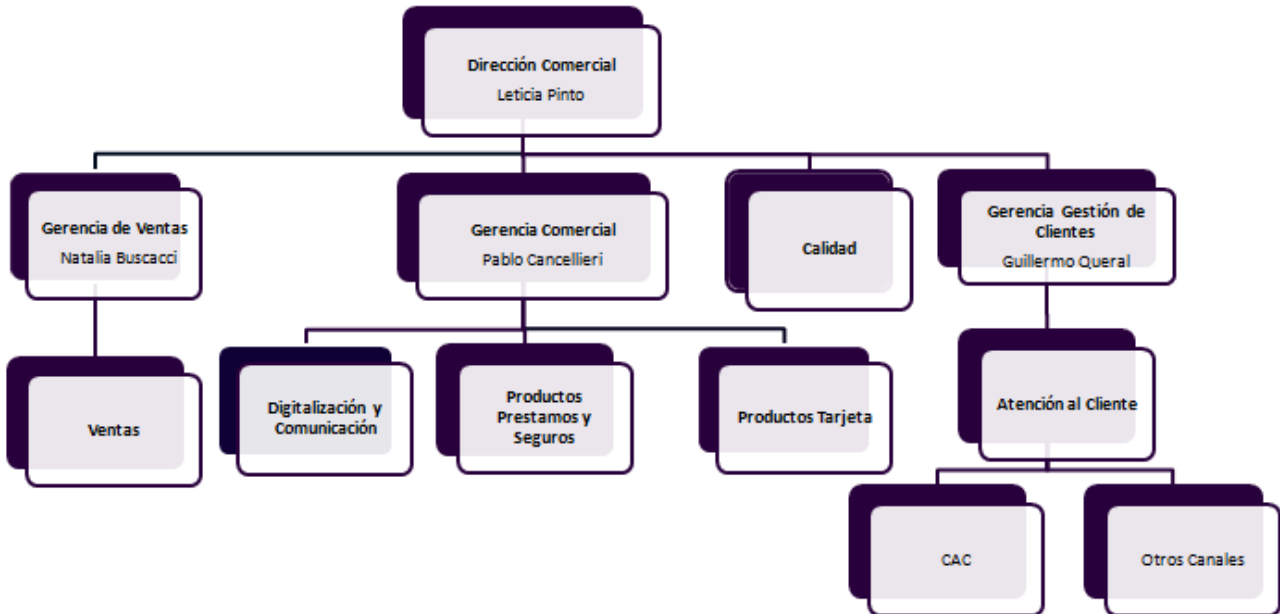 Dirección Comercial
Leticia Pinto
Gerencia de Ventas
Natalia Buscacci
Gerencia Comercial
Pablo Cancellieri
Calidad
Gerencia Gestión de
Clientes
Guillermo Queral
Ventas
Digitalización y
Comunicación
Productos
Prestamos y
Seguros
Productos Tarjeta
Atención al Cliente
CAC
Otros Canales